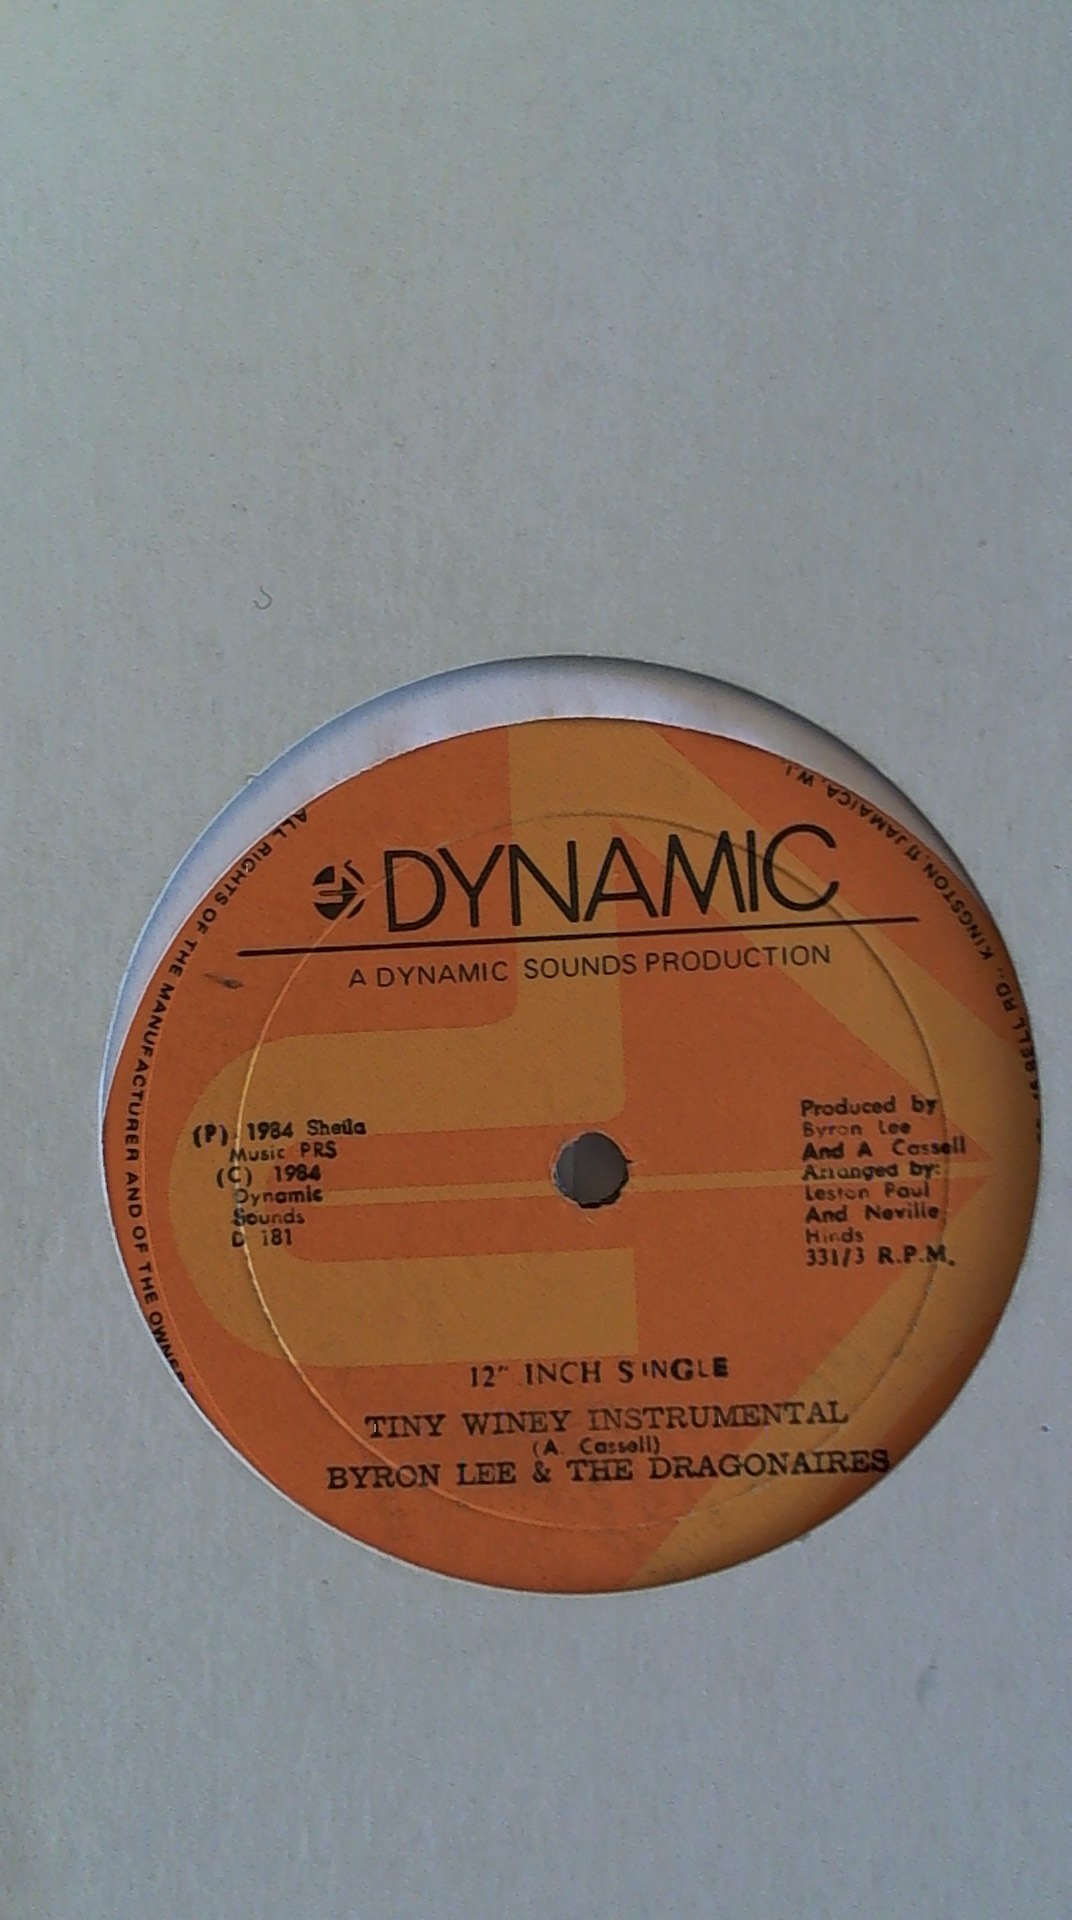 DYNAMIC
A DYNAMIC SOUNDS PRODUCTION
(P) 1984 Sheila
Music PRS
(C) 1984
Dynamic
Sounds
D 181
Produced by
Byron Lee
And A Cassell
Arranged by:
Leston Paul
And Neville
Hinds
331/3 R.P.M.
12" INCH SINGLE
TINY WINEY INSTRUMENTAL
(A. Cassell)
BYRON LEE & THE DRAGONAIRES
ALL RIGHTS OF THE MANUFACTURER AND OF THE OWNER
BELL RD., KINGSTON, 11 JAMAICA, W.I.